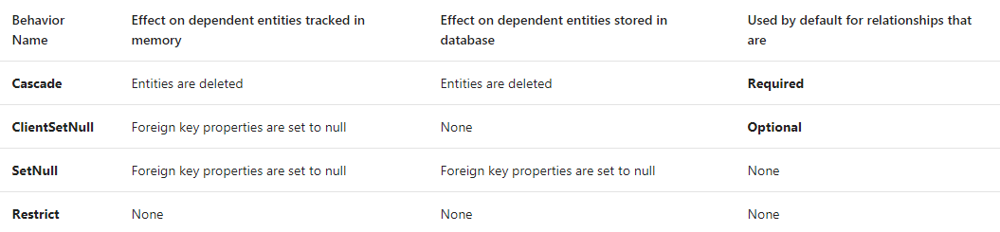 Behavior Name
Effect on dependent entities tracked in memory
Effect on dependent entities stored in database
Used by default for relationships that are
Cascade Entities are deleted Entities are deleted Required
ClientSetNull Foreign key properties are set to null None Optional
SetNull Foreign key properties are set to null Foreign key properties are set to null None
Restrict None None None